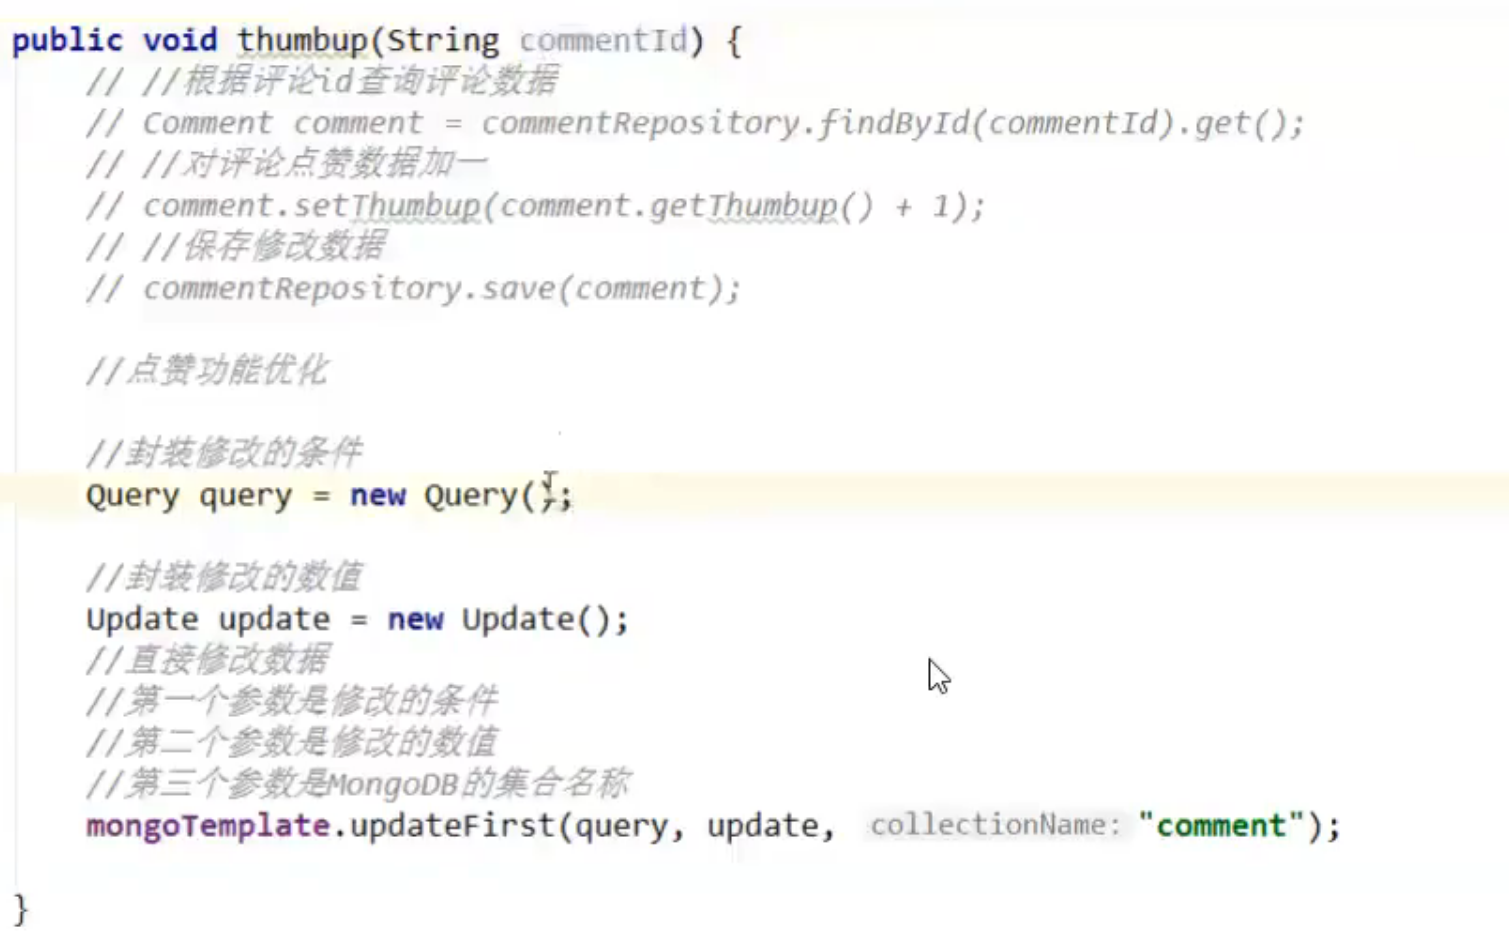 public void thumbup(String commentId) {
// //根据评论id查询评论数据
// Comment comment = commentRepository.findById(commentId).get();
// //对评论点赞数据加一
// comment.setThumbup(comment.getThumbup() + 1);
// //保存修改数据
// commentRepository.save(comment);
//点赞功能优化
//封装修改的条件
Query query = new Query();
//封装修改的数值
Update update = new Update();
//直接修改数据
//第一个参数是修改的条件
//第二个参数是修改的数值
//第三个参数是MongoDB的集合名称
mongoTemplate.updateFirst(query, update, collectionName: "comment");
}